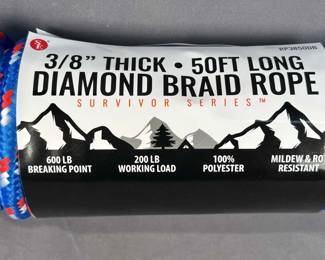 RP38500B
3/8" THICK • 50FT LONG
DIAMOND BRAID ROPE
SURVIVOR SERIES™
600 LB 200 LB 100% MILDEW & ROT
BREAKING POINT WORKING LOAD POLYESTER RESISTANT